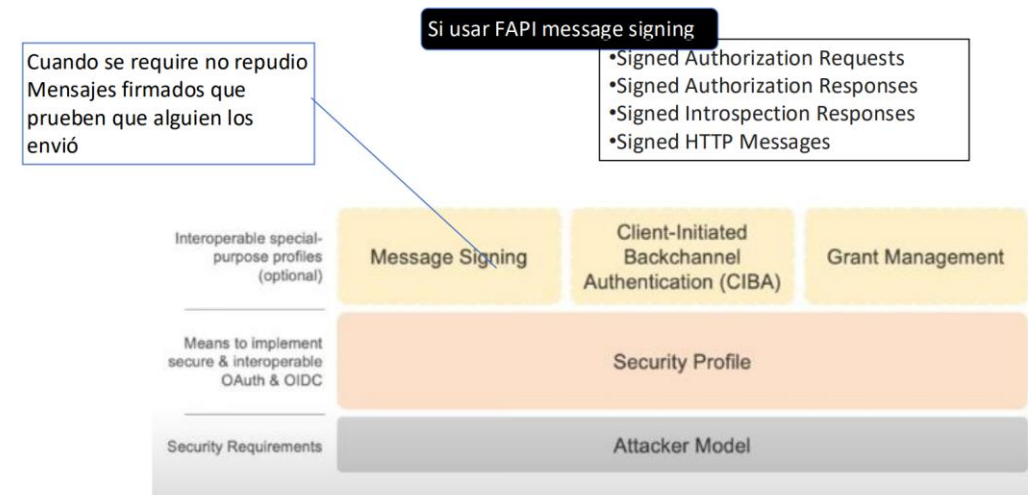 Si usar FAPI message signing
Cuando se require no repudio
Mensajes firmados que
prueben que alguien los
envió
•Signed Authorization Requests
•Signed Authorization Responses
•Signed Introspection Responses
•Signed HTTP Messages
Interoperable special-
purpose profiles
(optional)
Message Signing
Client-Initiated
Backchannel
Authentication (CIBA)
Grant Management
Means to implement
secure & interoperable
OAuth & OIDC
Security Profile
Security Requirements
Attacker Model